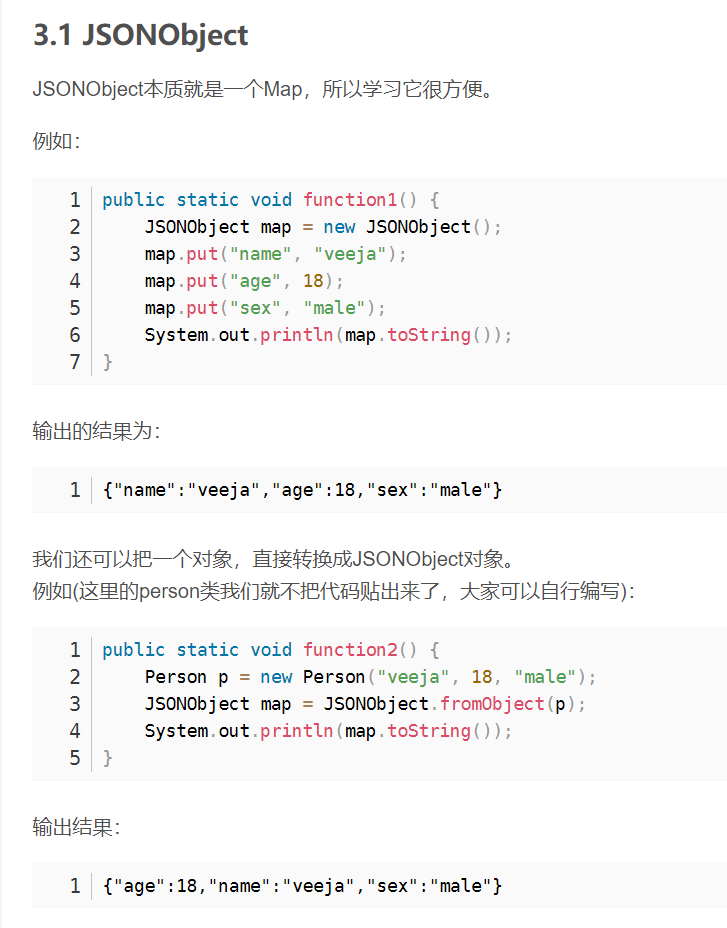 3.1 JSONObject
JSONObject本质就是一个Map，所以学习它很方便。
例如：
1 public static void function1() {
2     JSONObject map = new JSONObject();
3     map.put("name", "veeja");
4     map.put("age", 18);
5     map.put("sex", "male");
6     System.out.println(map.toString());
7 }
输出的结果为：
1 {"name":"veeja","age":18,"sex":"male"}
我们还可以把一个对象，直接转换成JSONObject对象。
例如(这里的person类我们就不把代码贴出来了，大家可以自行编写)：
1 public static void function2() {
2     Person p = new Person("veeja", 18, "male");
3     JSONObject map = JSONObject.fromObject(p);
4     System.out.println(map.toString());
5 }
输出结果：
1 {"age":18,"name":"veeja","sex":"male"}